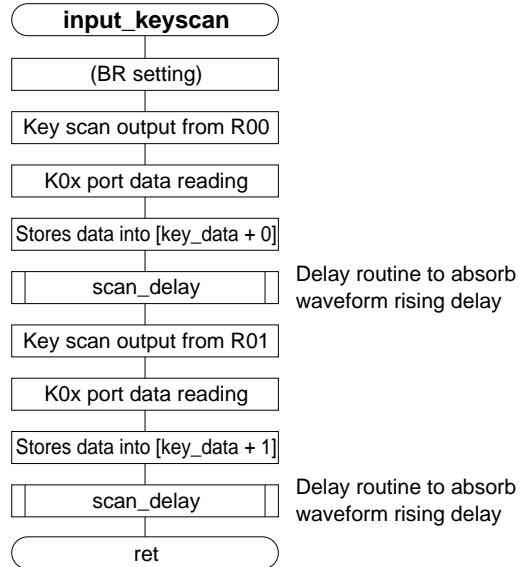 input_keyscan
(BR setting)
Key scan output from R00
K0x port data reading
Stores data into [key_data + 0]
scan_delay
Delay routine to absorb
waveform rising delay
Key scan output from R01
K0x port data reading
Stores data into [key_data + 1]
scan_delay
Delay routine to absorb
waveform rising delay
ret